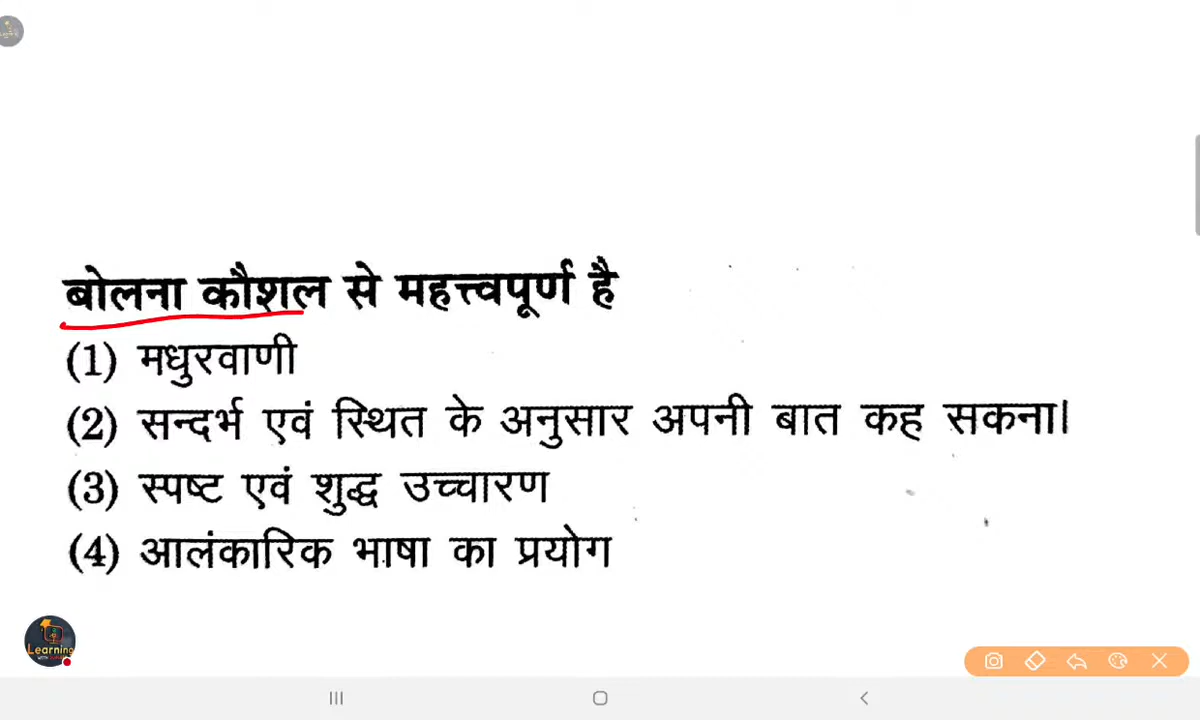 बोलना कौशल से महत्त्वपूर्ण है
(1) मधुरवाणी
(2) सन्दर्भ एवं स्थित के अनुसार अपनी बात कह सकना।
(3) स्पष्ट एवं शुद्ध उच्चारण
(4) आलंकारिक भाषा का प्रयोग
Learning